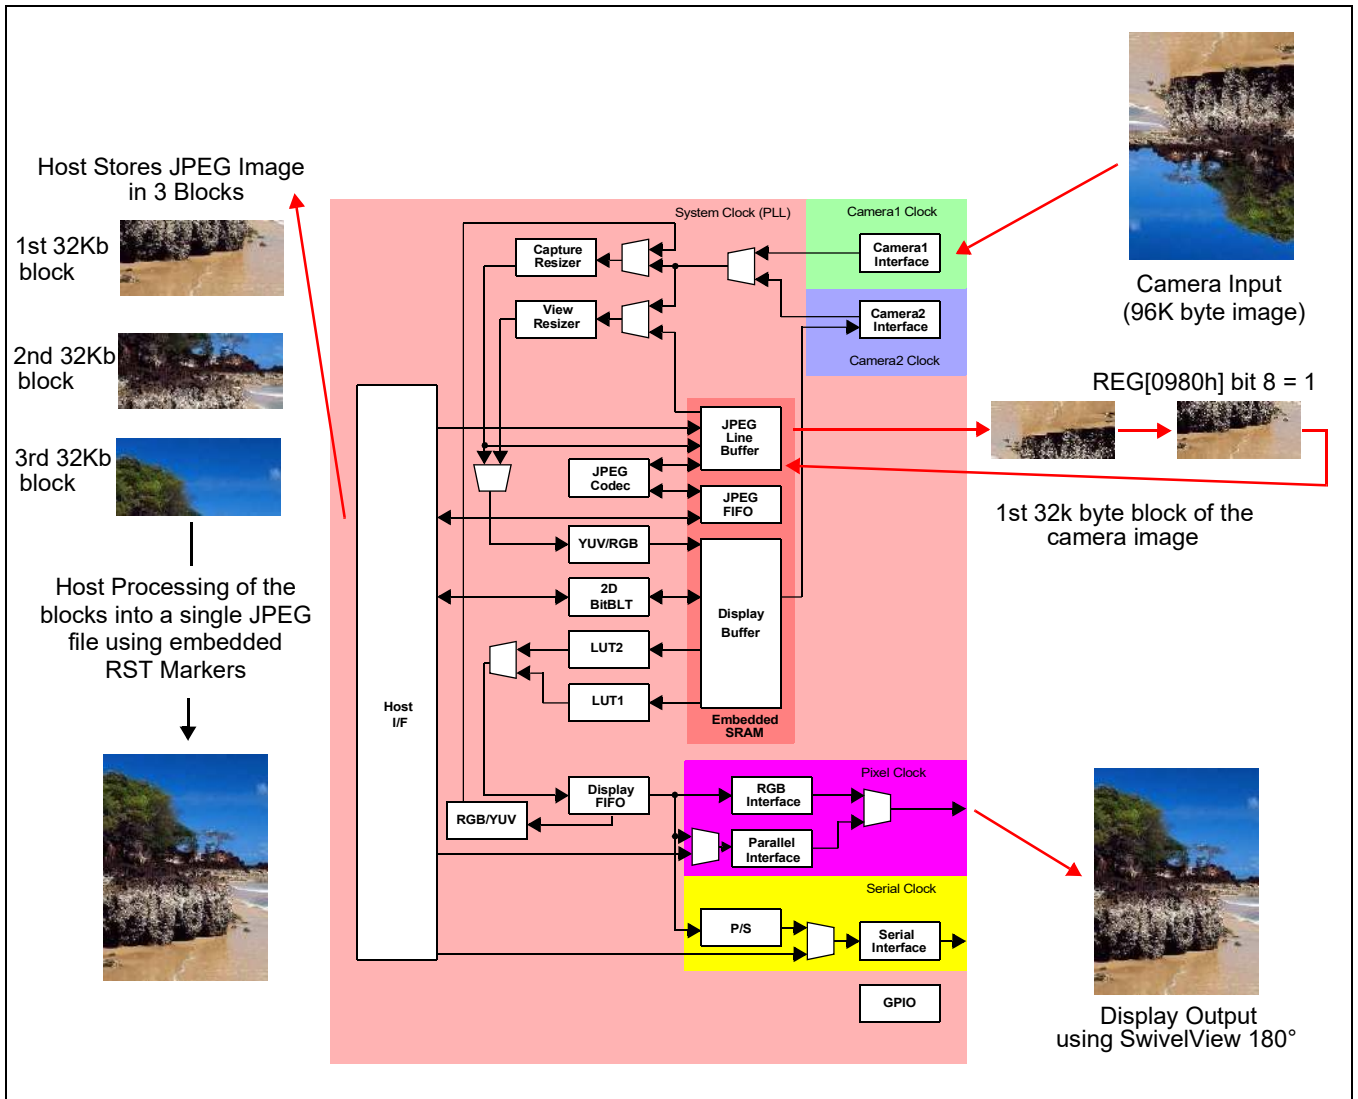 Host Stores JPEG Image
in 3 Blocks
1st 32Kb
block
2nd 32Kb
block
3rd 32Kb
block
Host Processing of the
blocks into a single JPEG
file using embedded
RST Markers
System Clock (PLL)
Camera1 Clock
Camera1
Interface
Camera2
Interface
Camera2 Clock
Capture
Resizer
View
Resizer
JPEG
Line
Buffer
JPEG
Codec
JPEG
FIFO
YUV/RGB
2D
BitBLT
Display
Buffer
LUT2
LUT1
Embedded
SRAM
Host
I/F
Display
FIFO
RGB/YUV
Pixel Clock
RGB
Interface
Parallel
Interface
Serial Clock
P/S
Serial
Interface
GPIO
Camera Input
(96K byte image)
REG[0980h] bit 8 = 1
1st 32k byte block of the
camera image
Display Output
using SwivelView 180°